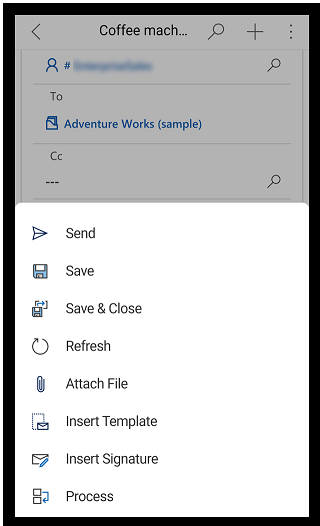 Coffee mach...
#
To
Adventure Works (sample)
Cc
---
Send
Save
Save & Close
Refresh
Attach File
Insert Template
Insert Signature
Process